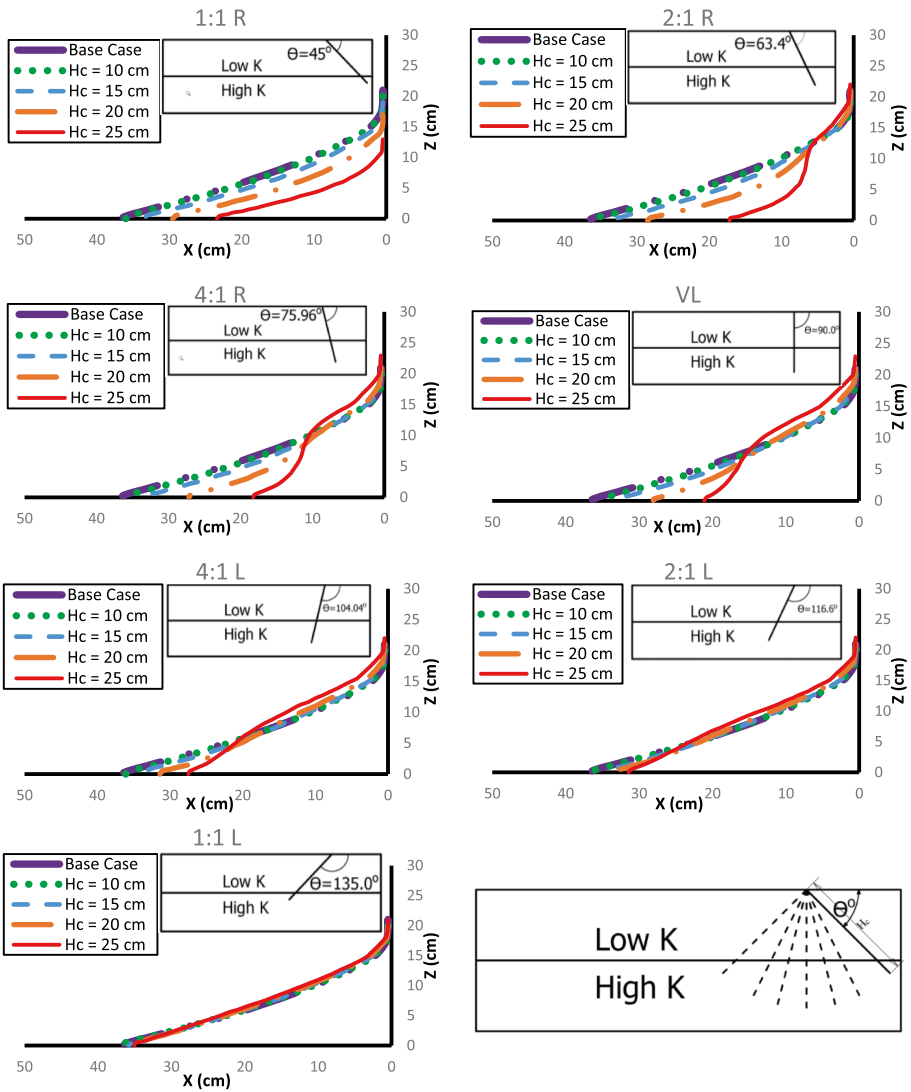 1:1 R
Base Case
Hc = 10 cm
Hc = 15 cm
Hc = 20 cm
Hc = 25 cm
Low K
High K
Θ=45°
30
25
20
15
10
5
0
Z (cm)
50 40 30 20 10 0
X (cm)
2:1 R
Base Case
Hc = 10 cm
Hc = 15 cm
Hc = 20 cm
Hc = 25 cm
Low K
High K
Θ=63.4°
30
25
20
15
10
5
0
Z (cm)
50 40 30 20 10 0
X (cm)
4:1 R
Base Case
Hc = 10 cm
Hc = 15 cm
Hc = 20 cm
Hc = 25 cm
Θ=75.96°
Low K
High K
30
25
20
15
10
5
0
Z (cm)
50 40 30 20 10 0
X (cm)
VL
Base Case
Hc = 10 cm
Hc = 15 cm
Hc = 20 cm
Hc = 25 cm
Low K
High K
Θ=90.0°
30
25
20
15
10
5
0
Z (cm)
50 40 30 20 10 0
X (cm)
4:1 L
Base Case
Hc = 10 cm
Hc = 15 cm
Hc = 20 cm
Hc = 25 cm
Low K
High K
Θ=104.04°
30
25
20
15
10
5
0
Z (cm)
50 40 30 20 10 0
X (cm)
2:1 L
Base Case
Hc = 10 cm
Hc = 15 cm
Hc = 20 cm
Hc = 25 cm
Low K
High K
Θ=116.6°
30
25
20
15
10
5
0
Z (cm)
50 40 30 20 10 0
X (cm)
1:1 L
Base Case
Hc = 10 cm
Hc = 15 cm
Hc = 20 cm
Hc = 25 cm
Low K
High K
Θ=135.0°
30
25
20
15
10
5
0
Z (cm)
50 40 30 20 10 0
X (cm)
Low K
High K
Θ°
Hc